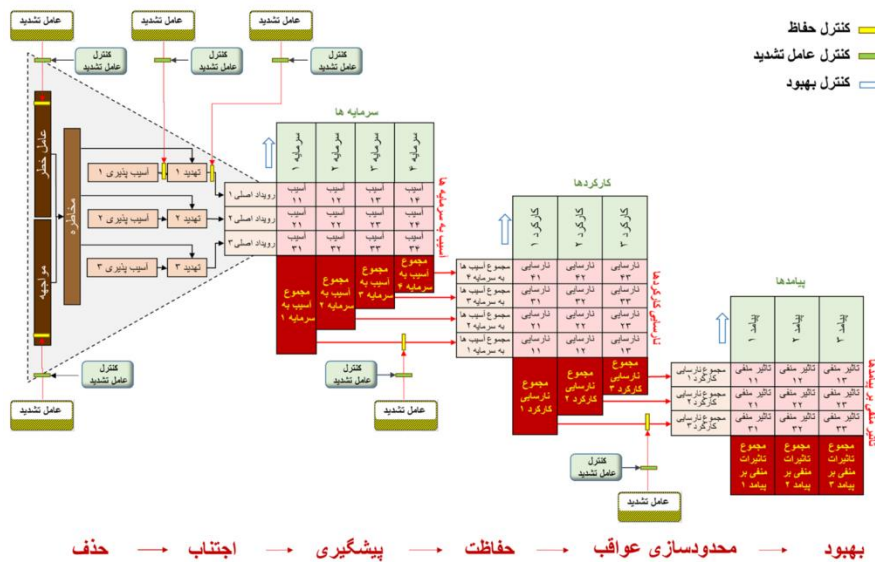 عامل تشدید
عامل تشدید
عامل تشدید
کنترل حفاظ
کنترل عامل تشدید
کنترل بهبود
کنترل
عامل تشدید
کنترل
عامل تشدید
کنترل
عامل تشدید
عامل خطر
مواجهه
مخاطره
آسیب پذیری ۱
تهدید ۱
آسیب پذیری ۲
تهدید ۲
آسیب پذیری ۳
تهدید ۳
سرمایه ها
سرمایه ۱
سرمایه ۲
سرمایه ۳
سرمایه ۴
رویداد اصلی ۱
آسیب
۱۱
آسیب
۱۲
آسیب
۱۳
آسیب
۱۴
رویداد اصلی ۲
آسیب
۲۱
آسیب
۲۲
آسیب
۲۳
آسیب
۲۴
رویداد اصلی ۳
آسیب
۳۱
آسیب
۳۲
آسیب
۳۳
آسیب
۳۴
آسیب به سرمایه ها
مجموع
آسیب به
سرمایه ۱
مجموع
آسیب به
سرمایه ۲
مجموع
آسیب به
سرمایه ۳
مجموع
آسیب به
سرمایه ۴
کارکردها
کارکرد ۱
کارکرد ۲
کارکرد ۳
مجموع آسیب ها
به سرمایه ۴
نارسایی
۴۱
نارسایی
۴۲
نارسایی
۴۳
مجموع آسیب ها
به سرمایه ۳
نارسایی
۳۱
نارسایی
۳۲
نارسایی
۳۳
مجموع آسیب ها
به سرمایه ۲
نارسایی
۲۱
نارسایی
۲۲
نارسایی
۲۳
مجموع آسیب ها
به سرمایه ۱
نارسایی
۱۱
نارسایی
۱۲
نارسایی
۱۳
نارسایی کارکردها
مجموع
نارسایی
کارکرد ۱
مجموع
نارسایی
کارکرد ۲
مجموع
نارسایی
کارکرد ۳
پیامدها
پیامد ۱
پیامد ۲
پیامد ۳
مجموع نارسایی
کارکرد ۱
تاثیر منفی
۱۱
تاثیر منفی
۱۲
تاثیر منفی
۱۳
مجموع نارسایی
کارکرد ۲
تاثیر منفی
۲۱
تاثیر منفی
۲۲
تاثیر منفی
۲۳
مجموع نارسایی
کارکرد ۳
تاثیر منفی
۳۱
تاثیر منفی
۳۲
تاثیر منفی
۳۳
تاثیر منفی بر پیامدها
مجموع
تاثیرات
منفی بر
پیامد ۱
مجموع
تاثیرات
منفی بر
پیامد ۲
مجموع
تاثیرات
منفی بر
پیامد ۳
کنترل
عامل تشدید
عامل تشدید
کنترل
عامل تشدید
عامل تشدید
کنترل
عامل تشدید
عامل تشدید
حذف
اجتناب
پیشگیری
حفاظت
محدودسازی عواقب
بهبود